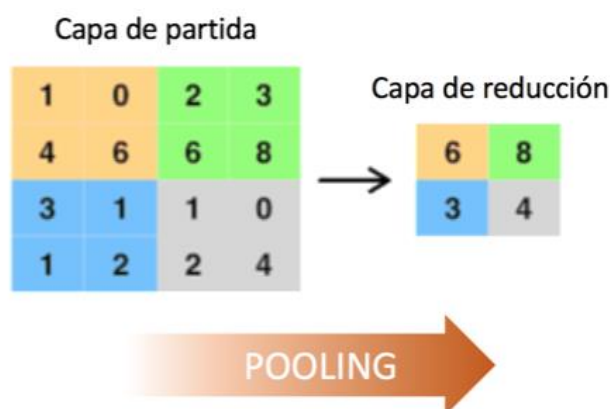 Capa de partida
1 0 2 3
4 6 6 8
3 1 1 0
1 2 2 4
Capa de reducción
6 8
3 4
POOLING